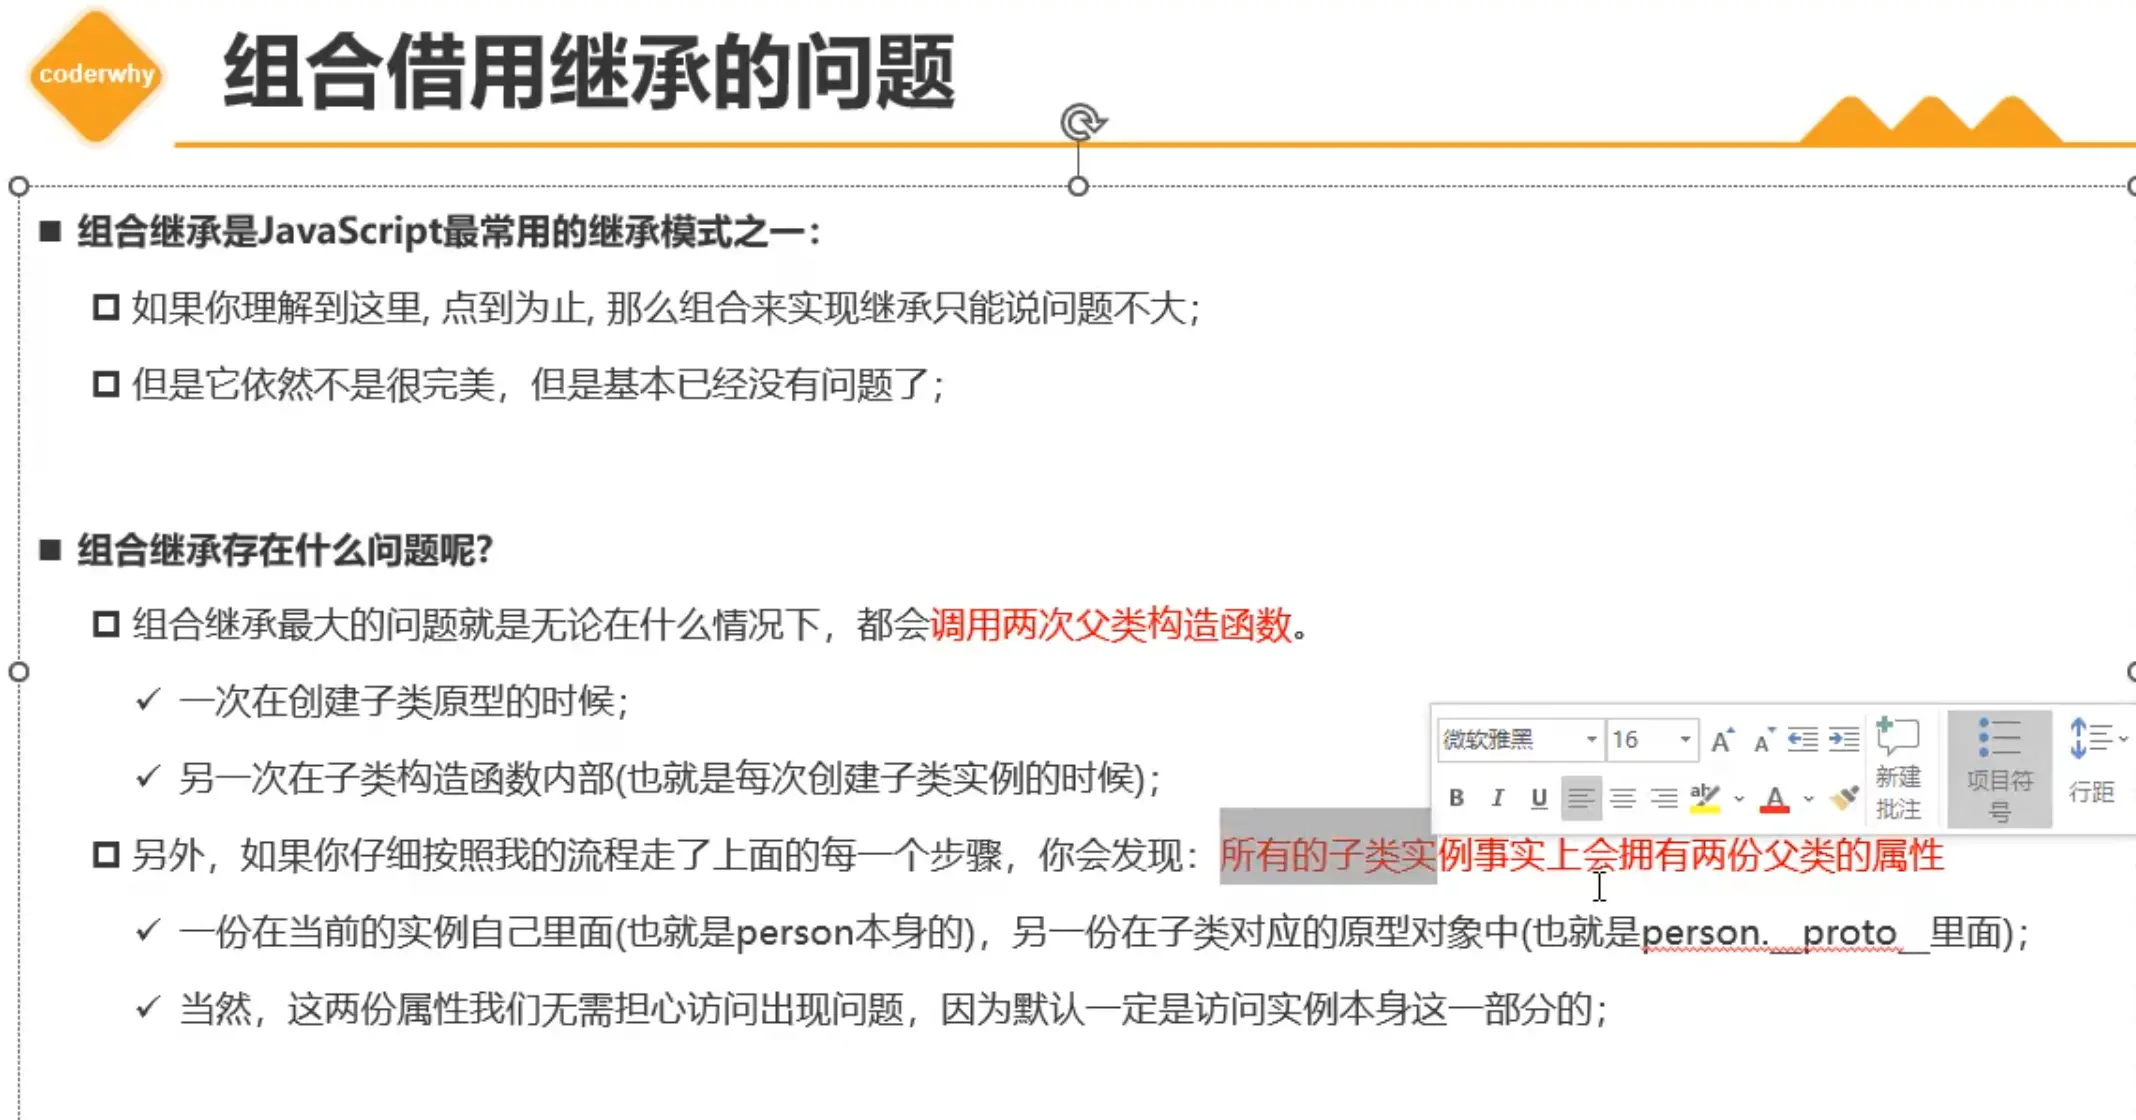 coderwhy
组合借用继承的问题
组合继承是JavaScript最常用的继承模式之一：
如果你理解到这里, 点到为止, 那么组合来实现继承只能说问题不大；
但是它依然不是很完美，但是基本已经没有问题了；
组合继承存在什么问题呢?
组合继承最大的问题就是无论在什么情况下，都会调用两次父类构造函数。
一次在创建子类原型的时候；
另一次在子类构造函数内部(也就是每次创建子类实例的时候)；
微软雅黑 16 A A 新建批注 项目符号 行距
B I U ab A
另外，如果你仔细按照我的流程走了上面的每一个步骤，你会发现：所有的子类实例事实上会拥有两份父类的属性
一份在当前的实例自己里面(也就是person本身的)，另一份在子类对应的原型对象中(也就是person.__proto__里面)；
当然，这两份属性我们无需担心访问出现问题，因为默认一定是访问实例本身这一部分的；